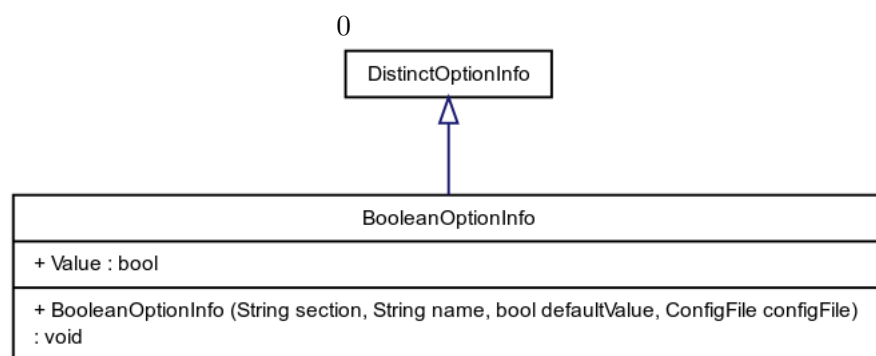 0
DistinctOptionInfo
BooleanOptionInfo
+ Value : bool
+ BooleanOptionInfo (String section, String name, bool defaultValue, ConfigFile configFile)
: void